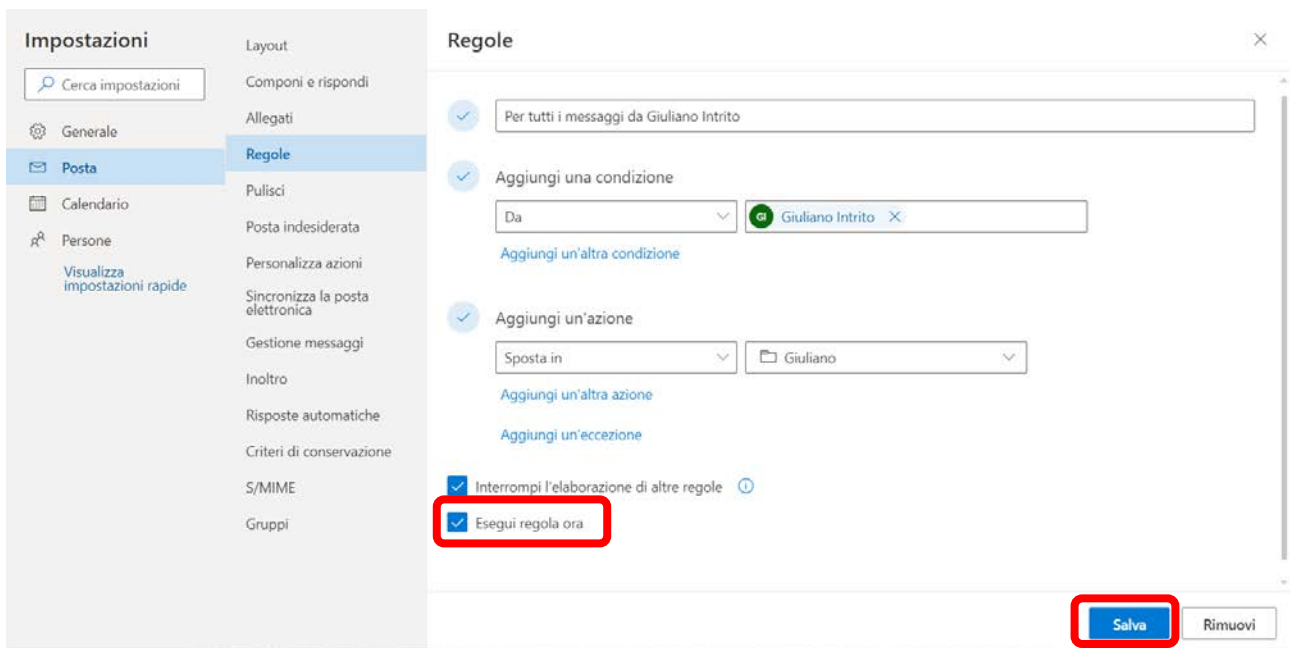 Impostazioni
Cerca impostazioni
Generale
Posta
Calendario
Persone
Visualizza
impostazioni rapide
Layout
Componi e rispondi
Allegati
Regole
Pulisci
Posta indesiderata
Personalizza azioni
Sincronizza la posta
elettronica
Gestione messaggi
Inoltro
Risposte automatiche
Criteri di conservazione
S/MIME
Gruppi
Regole
Per tutti i messaggi da Giuliano Intrito
Aggiungi una condizione
Da
GI Giuliano Intrito
Aggiungi un'altra condizione
Aggiungi un'azione
Sposta in
Giuliano
Aggiungi un'altra azione
Aggiungi un'eccezione
Interrompi l'elaborazione di altre regole
Esegui regola ora
Salva
Rimuovi